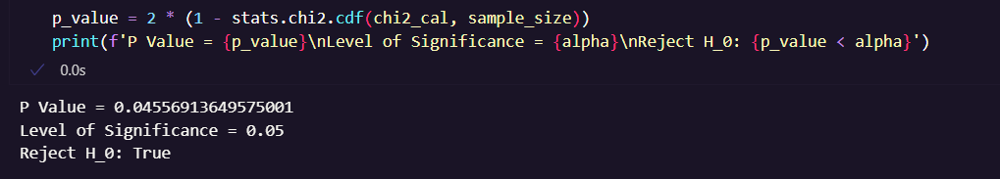 p_value = 2 * (1 - stats.chi2.cdf(chi2_cal, sample_size))
print(f'P Value = {p_value}\nLevel of Significance = {alpha}\nReject H_0: {p_value < alpha}')
0.0s
P Value = 0.04556913649575001
Level of Significance = 0.05
Reject H_0: True